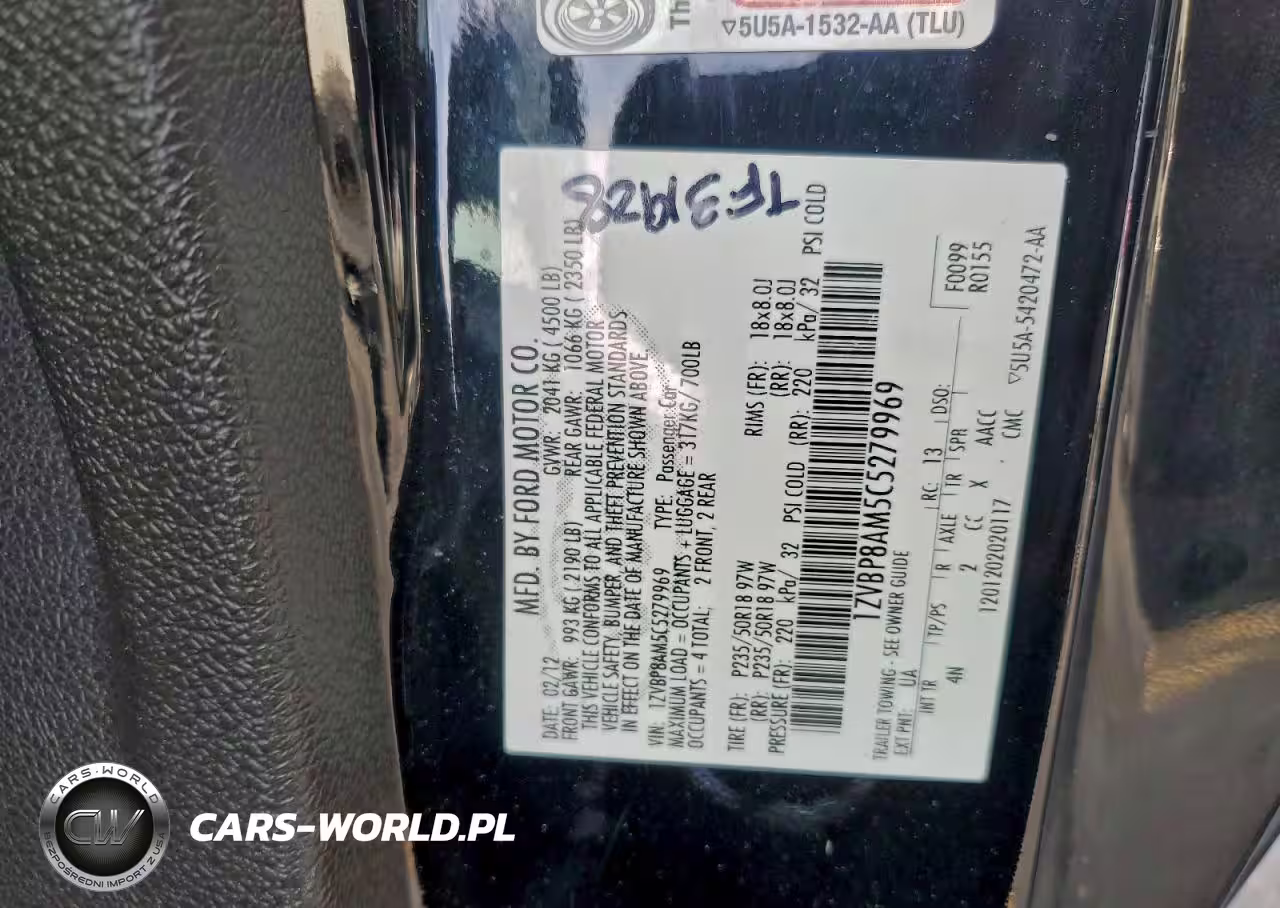 Th
▽5U5A-1532-AA (TLU)
MFD. BY FORD MOTOR CO.
DATE: 02/12 GVWR: 2041 KG ( 4500 LB)
FRONT GAWR: 993 KG ( 2190 LB) REAR GAWR: 1066 KG ( 2350 LB)
THIS VEHICLE CONFORMS TO ALL APPLICABLE FEDERAL MOTOR
VEHICLE SAFETY, BUMPER, AND THEFT PREVENTION STANDARDS
IN EFFECT ON THE DATE OF MANUFACTURE SHOWN ABOVE.
VIN: 1ZVBP8AM5C5279969 TYPE: Passenger Car
MAXIMUM LOAD = OCCUPANTS + LUGGAGE = 317KG/ 700LB
OCCUPANTS = 4 TOTAL; 2 FRONT, 2 REAR
TIRE (FR): P235/50R18 97W RIMS (FR): 18x8.0J
(RR): P235/50R18 97W (RR): 18x8.0J
PRESSURE (FR): 220 kPa/ 32 PSI COLD (RR): 220 kPa/ 32 PSI COLD
1ZVBP8AM5C5279969
TRAILER TOWING - SEE OWNER GUIDE
EXT PNT: UA RC: 13 DSO: F0099
R0155
INT TR TP/PS R AXLE TR SPR
4N 2 CC X AACC
1201202020117 CMC ▽5U5A-5420472-AA
CARS-WORLD
CW
BEZPOŚREDNI IMPORT Z USA
CARS-WORLD.PL